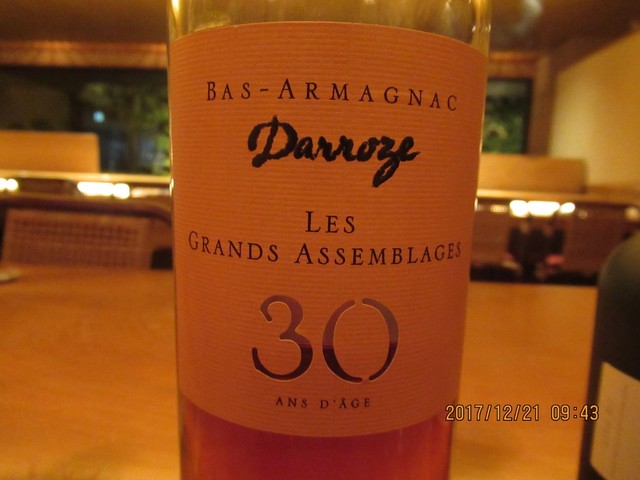 BAS-ARMAGNAC
Darroze
LES
GRANDS ASSEMBLAGES
30
ANS D'ÂGE
2017/12/21 09:43